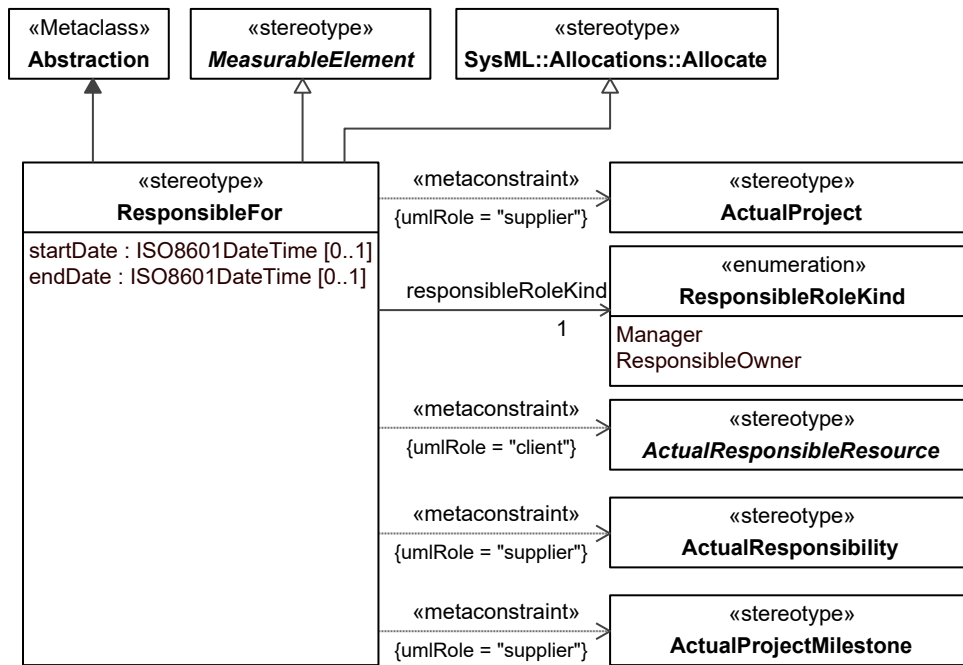 «Metaclass»
Abstraction
«stereotype»
MeasurableElement
«stereotype»
SysML::Allocations::Allocate
«stereotype»
ResponsibleFor
startDate : ISO8601DateTime [0..1]
endDate : ISO8601DateTime [0..1]
«metaconstraint»
{umlRole = "supplier"}
«stereotype»
ActualProject
responsibleRoleKind
1
«enumeration»
ResponsibleRoleKind
Manager
ResponsibleOwner
«metaconstraint»
{umlRole = "client"}
«stereotype»
ActualResponsibleResource
«metaconstraint»
{umlRole = "supplier"}
«stereotype»
ActualResponsibility
«metaconstraint»
{umlRole = "supplier"}
«stereotype»
ActualProjectMilestone